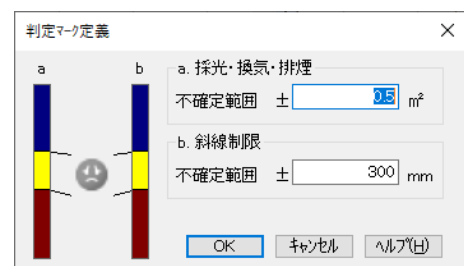 判定ﾏｰｸ定義
a b
a. 採光・換気・排煙
不確定範囲 ± 0.5 m²
b. 斜線制限
不確定範囲 ± 300 mm
OK ｷｬﾝｾﾙ ﾍﾙﾌﾟ(H)